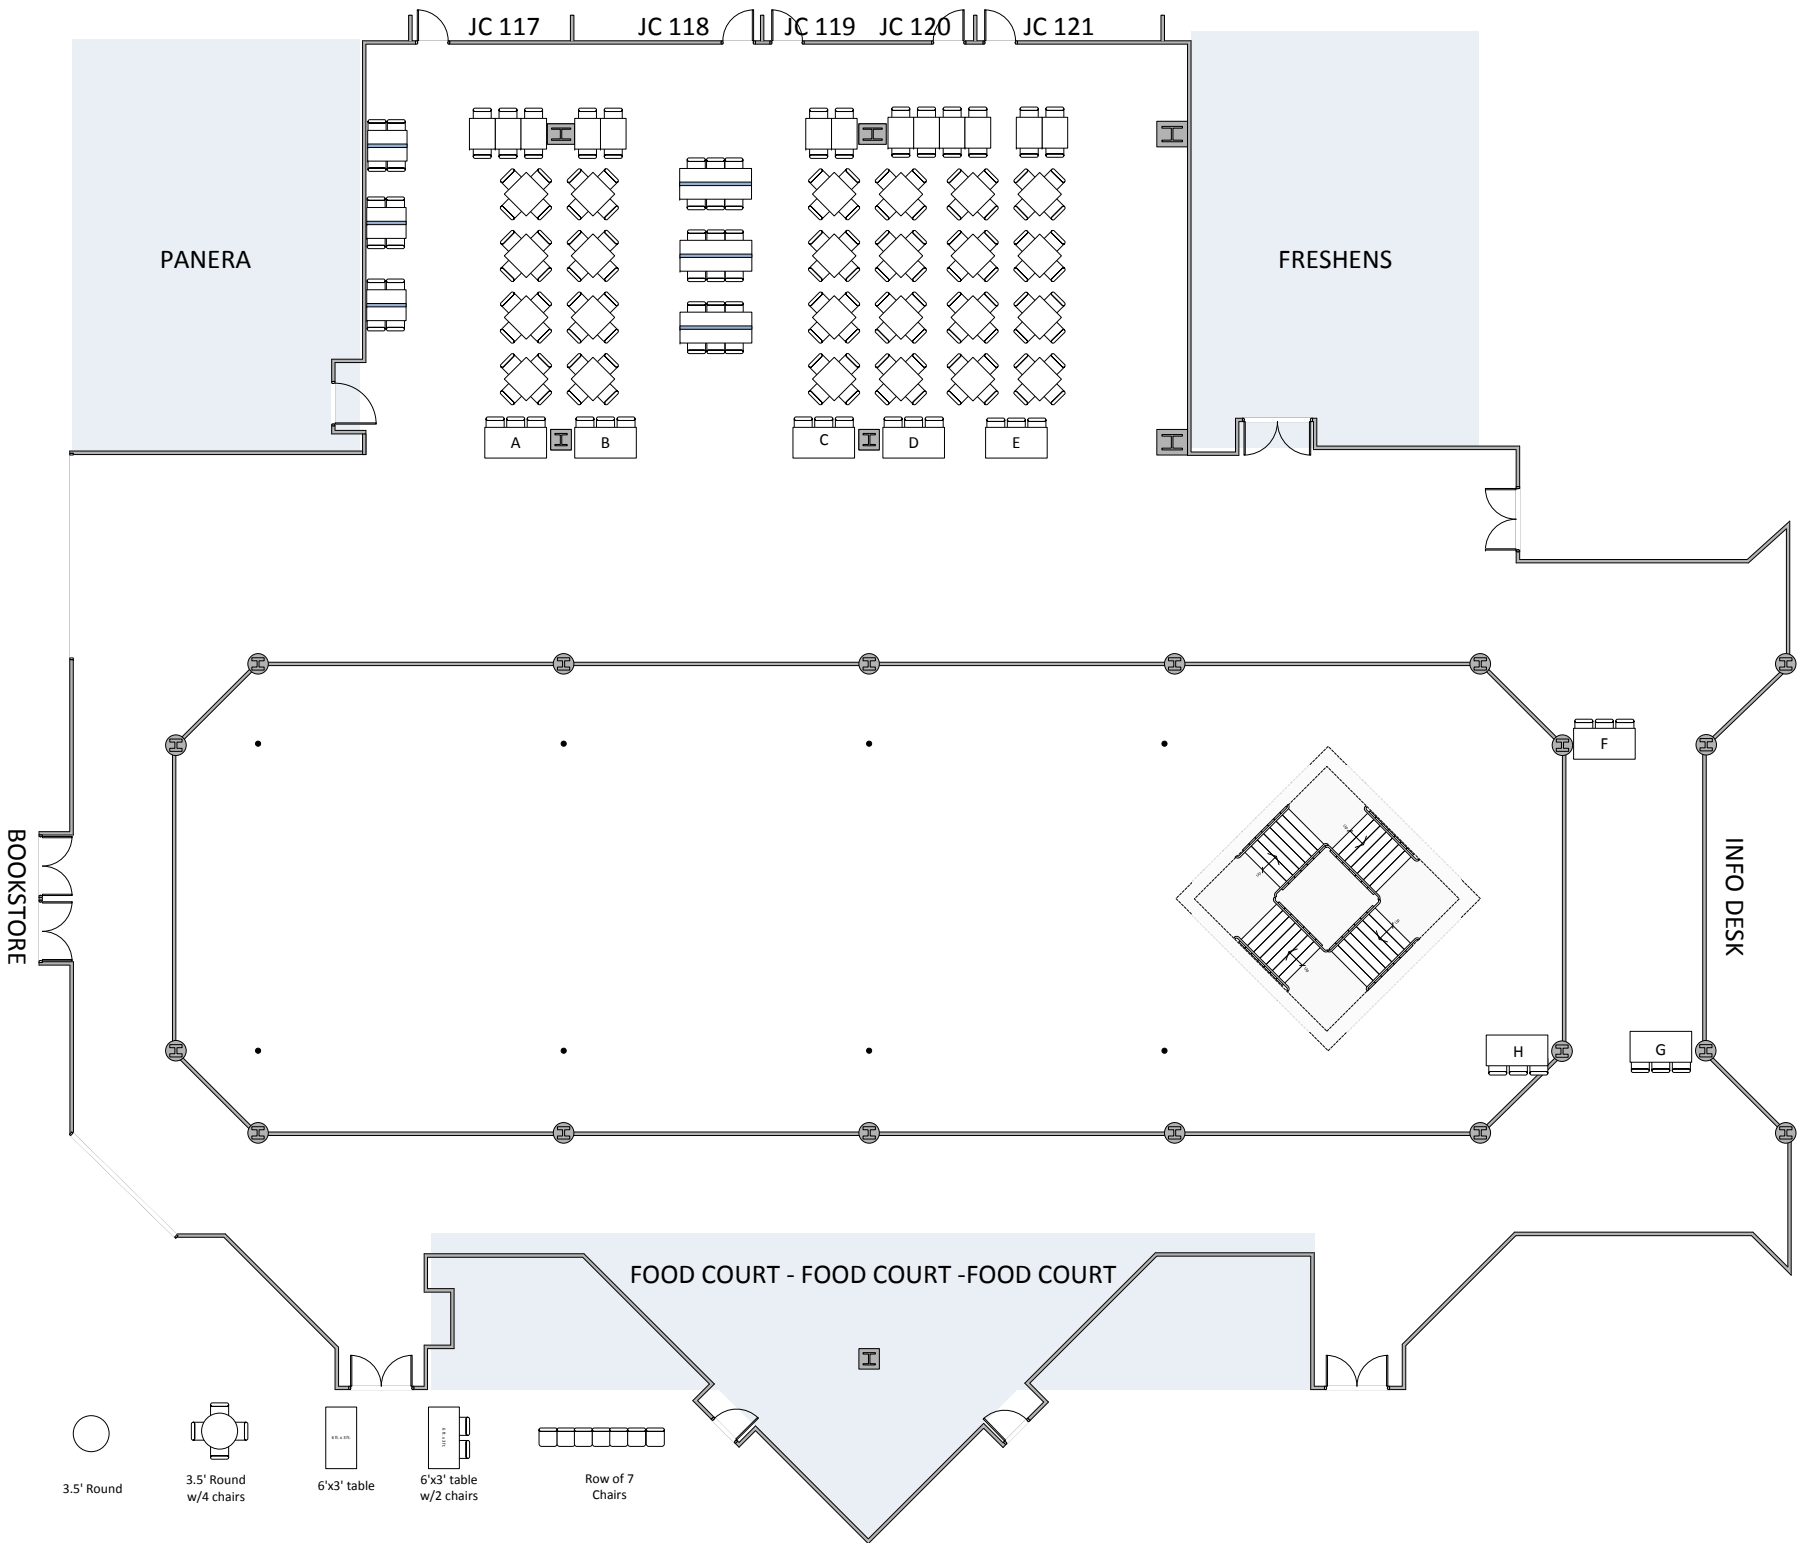 JC 117
JC 118
JC 119
JC 120
JC 121
PANERA
FRESHENS
A
B
C
D
E
F
BOOKSTORE
INFO DESK
H
G
FOOD COURT - FOOD COURT -FOOD COURT
3.5' Round
3.5' Round
w/4 chairs
6'x3' table
6'x3' table
w/2 chairs
Row of 7
Chairs